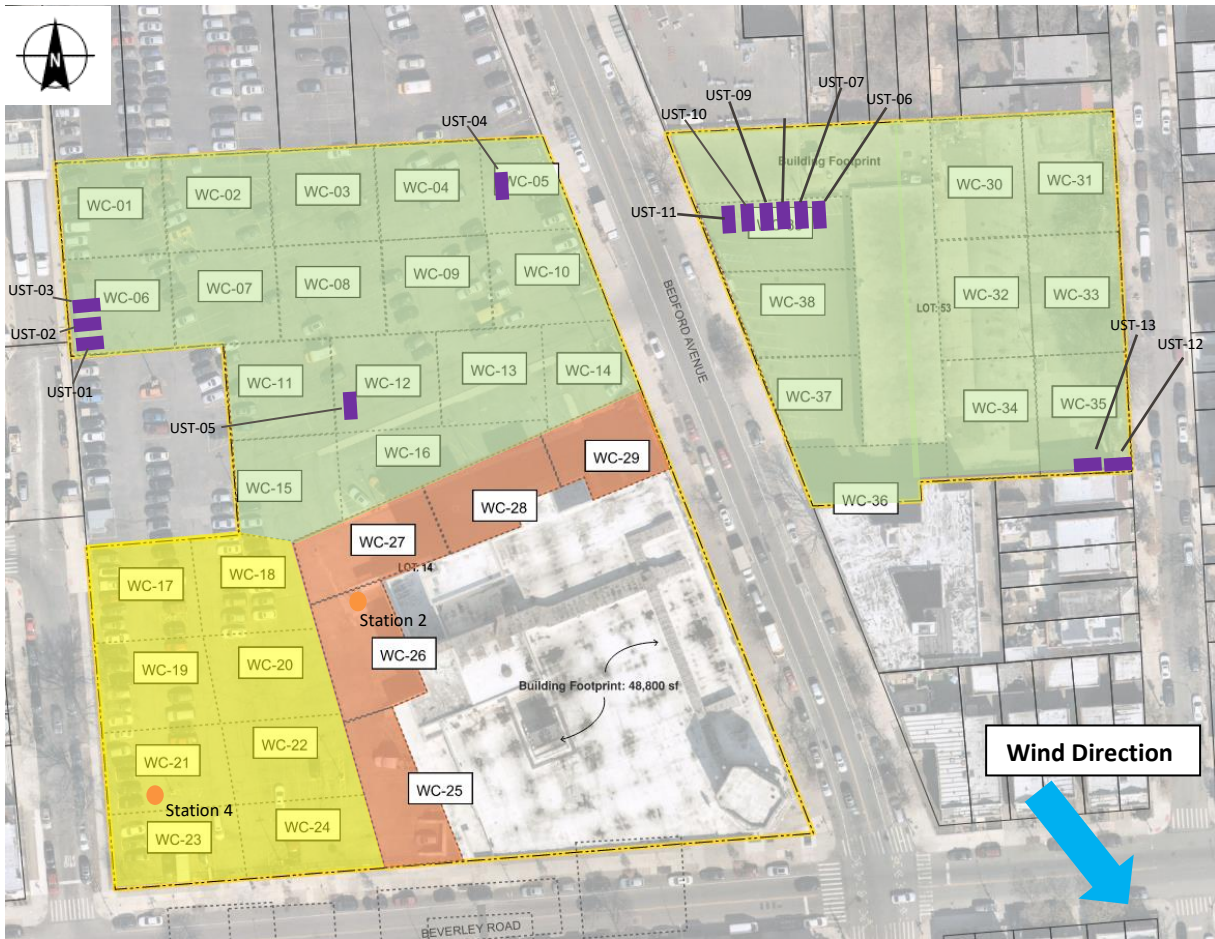 N
UST-07
UST-09
UST-06
UST-10
UST-04
Building Footprint
WC-01
WC-02
WC-03
WC-04
WC-05
WC-30
WC-31
UST-11
UST-03
WC-06
WC-07
WC-08
WC-09
WC-10
WC-38
WC-32
WC-33
BEDFORD AVENUE
LOT: 53
UST-02
UST-13
UST-12
UST-01
WC-11
WC-12
WC-13
WC-14
WC-37
WC-34
WC-35
UST-05
WC-16
WC-29
WC-15
WC-28
WC-36
WC-27
LOT: 14
WC-17
WC-18
Station 2
WC-19
WC-20
WC-26
Building Footprint: 48,800 sf
WC-21
WC-22
Wind Direction
WC-25
Station 4
WC-23
WC-24
BEVERLEY ROAD